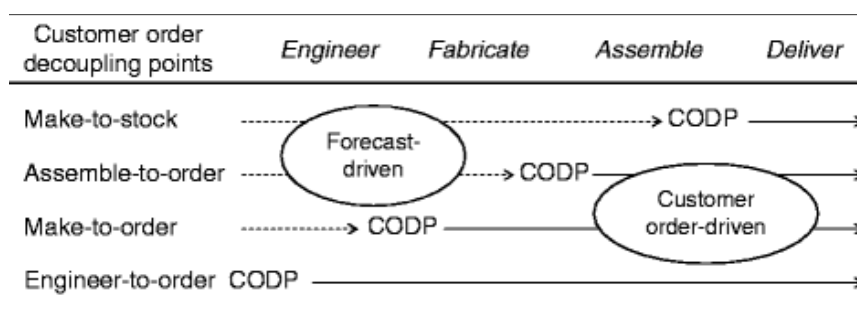 Customer order
decoupling points
Engineer Fabricate Assemble Deliver
Make-to-stock CODP
Forecast-
driven
Assemble-to-order CODP
Customer
order-driven
Make-to-order CODP
Engineer-to-order CODP